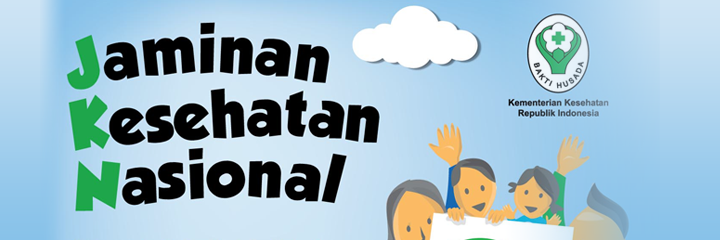 Jaminan
Kesehatan
Nasional
BAKTI HUSADA
Kementerian Kesehatan
Republik Indonesia